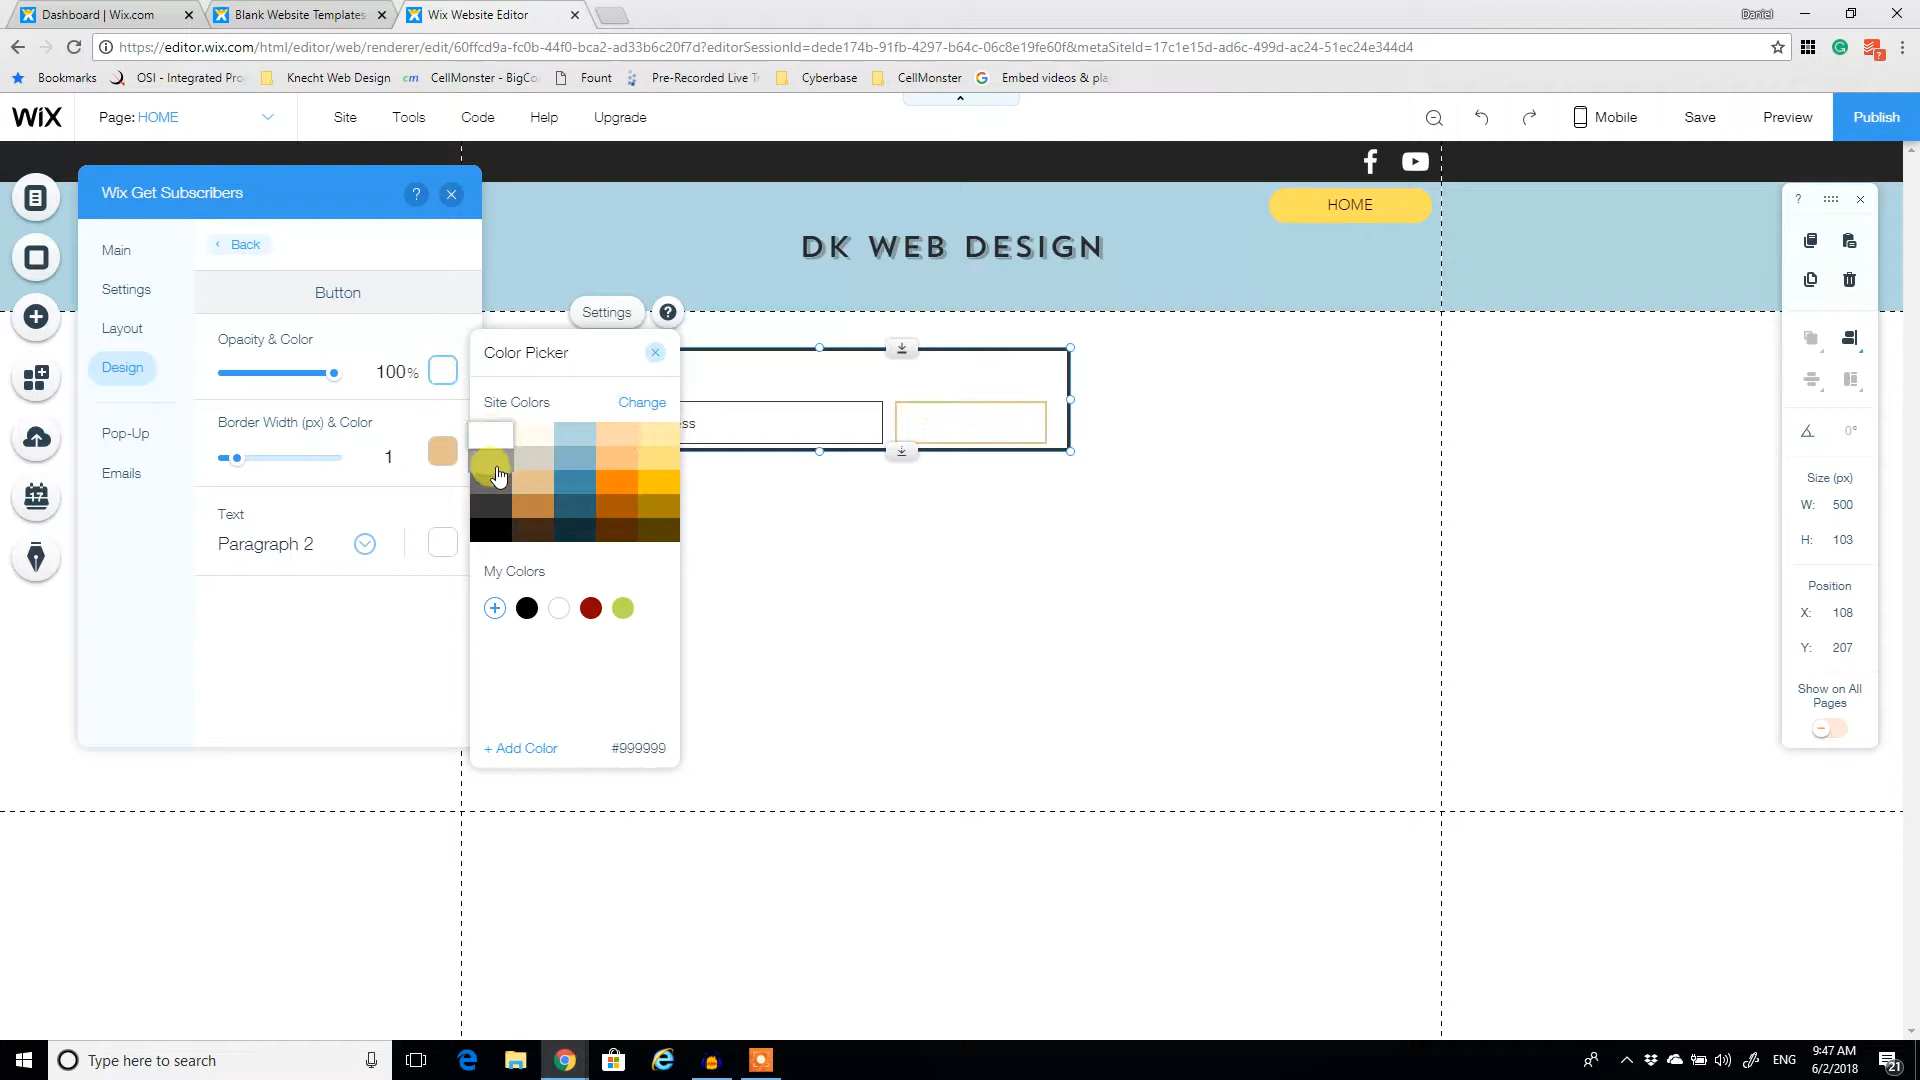 Dashboard | Wix.com
Blank Website Templates
Wix Website Editor
Daniel
https://editor.wix.com/html/editor/web/renderer/edit/60ffcd9a-fc0b-44f0-bca2-ad33b6c20f7d?editorSessionId=dede174b-91fb-4297-b64c-06c8e19fe60f&metaSiteId=17c1e15d-ad6c-499d-ac24-51ec24e344d4
Bookmarks
OSI - Integrated Pro
Knecht Web Design
cm CellMonster - BigCo
Fount
Pre-Recorded Live T
Cyberbase
CellMonster
Embed videos & pla
WiX
Page: HOME
Site
Tools
Code
Help
Upgrade
Mobile
Save
Preview
Publish
Wix Get Subscribers
?
HOME
DK WEB DESIGN
Main
Settings
Layout
Design
Pop-Up
Emails
Back
Button
Opacity & Color
100%
Border Width (px) & Color
1
Text
Paragraph 2
Settings
?
Color Picker
Site Colors
Change
My Colors
+ Add Color
#999999
ess
?
0°
Size (px)
W: 500
H: 103
Position
X: 108
Y: 207
Show on All
Pages
17
Type here to search
ENG
9:47 AM
6/2/2018
21